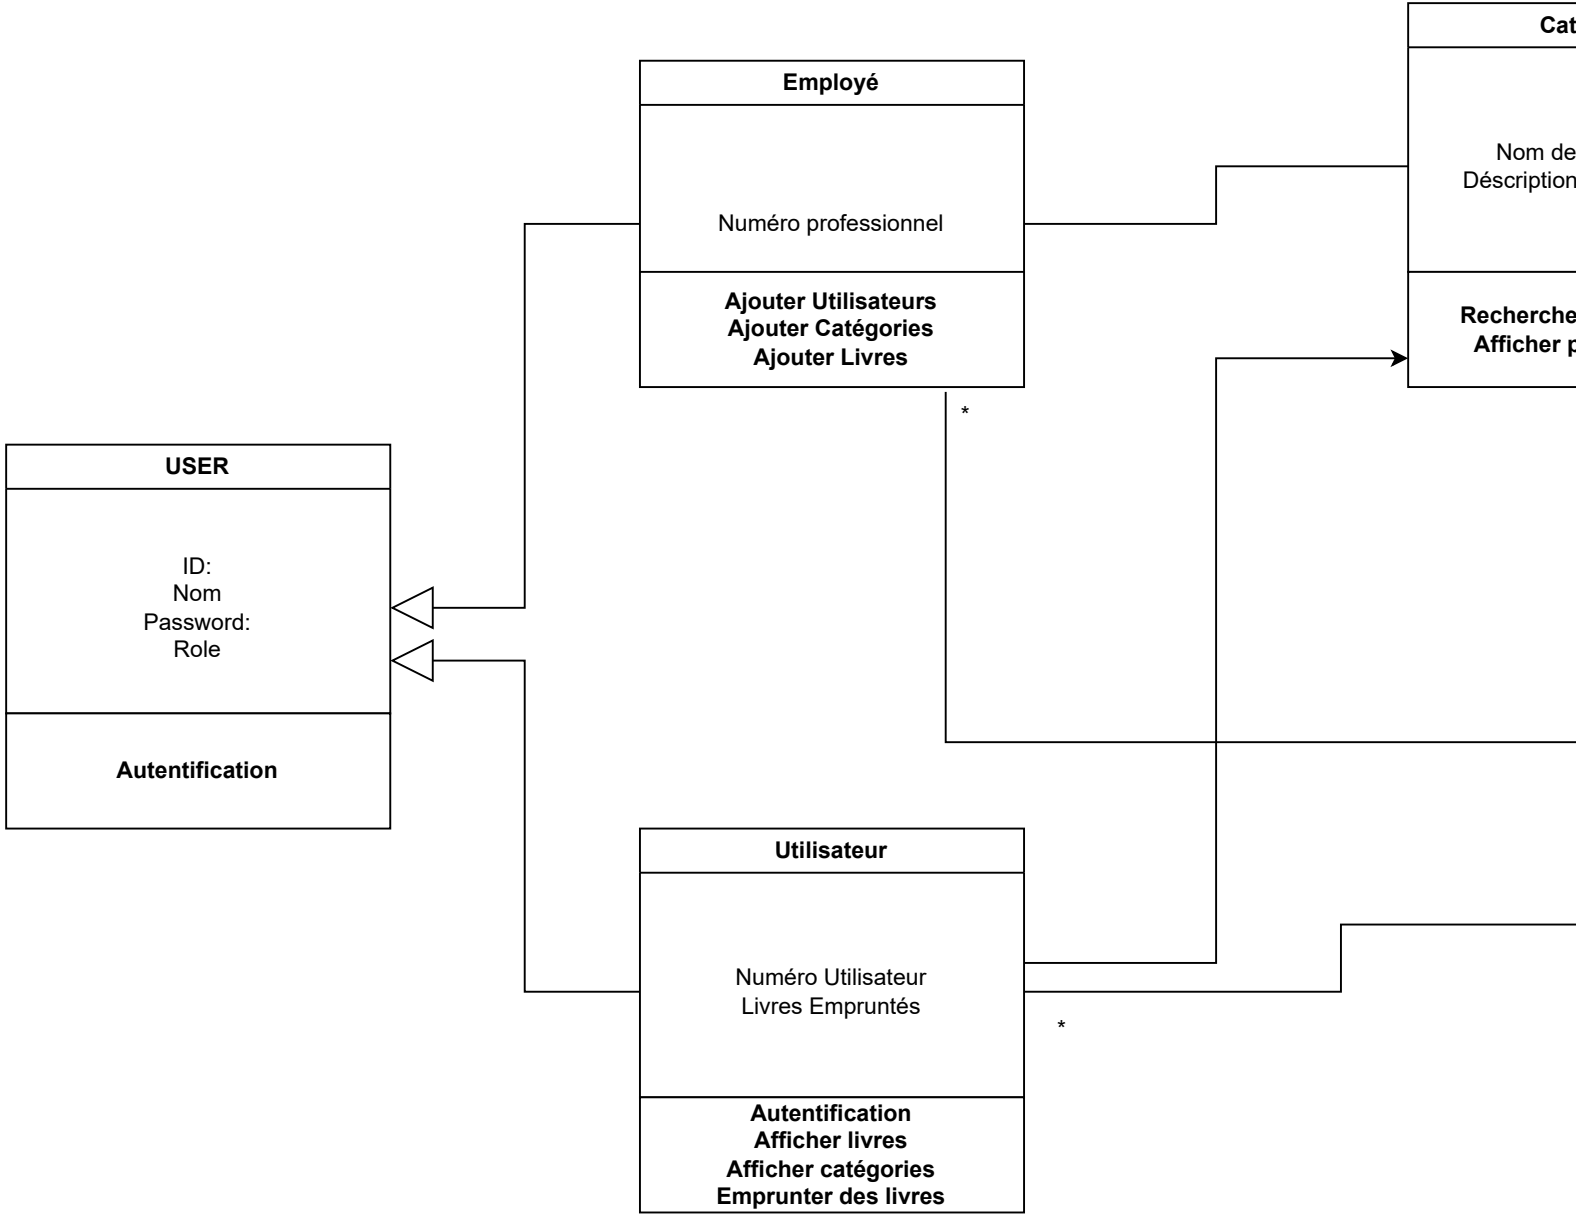 Employé
Numéro professionnel
Ajouter Utilisateurs
Ajouter Catégories
Ajouter Livres
*
Cat
Nom de
Déscription
Recherche
Afficher p
USER
ID:
Nom
Password:
Role
Autentification
Utilisateur
Numéro Utilisateur
Livres Empruntés
*
Autentification
Afficher livres
Afficher catégories
Emprunter des livres